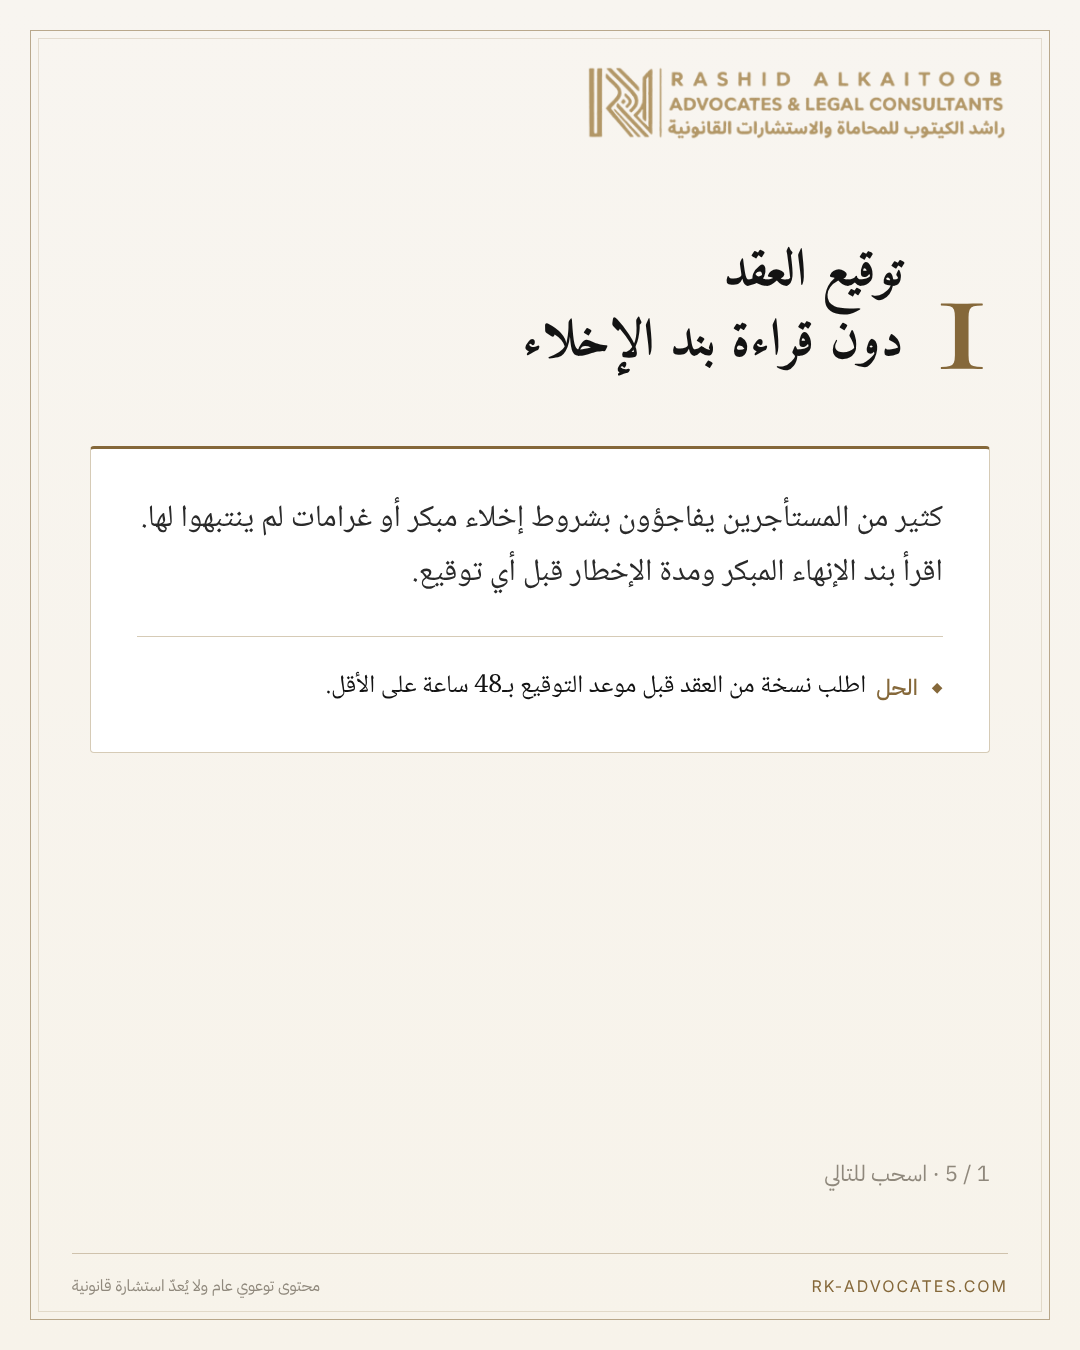 RASHID ALKAITOOB
ADVOCATES & LEGAL CONSULTANTS
راشد الكيتوب للمحاماة والاستشارات القانونية
1
توقيع العقد
دون قراءة بند الإخلاء
كثير من المستأجرين يفاجؤون بشروط إخلاء مبكر أو غرامات لم ينتبهوا لها.
اقرأ بند الإنهاء المبكر ومدة الإخطار قبل أي توقيع.
◆ الحل اطلب نسخة من العقد قبل موعد التوقيع بـ48 ساعة على الأقل.
1 / 5 · اسحب للتالي
RK-ADVOCATES.COM
محتوى توعوي عام ولا يُعدّ استشارة قانونية